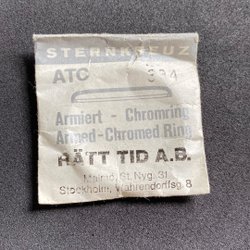 STERNKREUZ
ATC 334
Armiert - Chromring
Armed-Chromed Ring
RÄTT TID A.B.
Malmö, St. Nyg. 31
Stockholm, Wahrendorffsg. 8